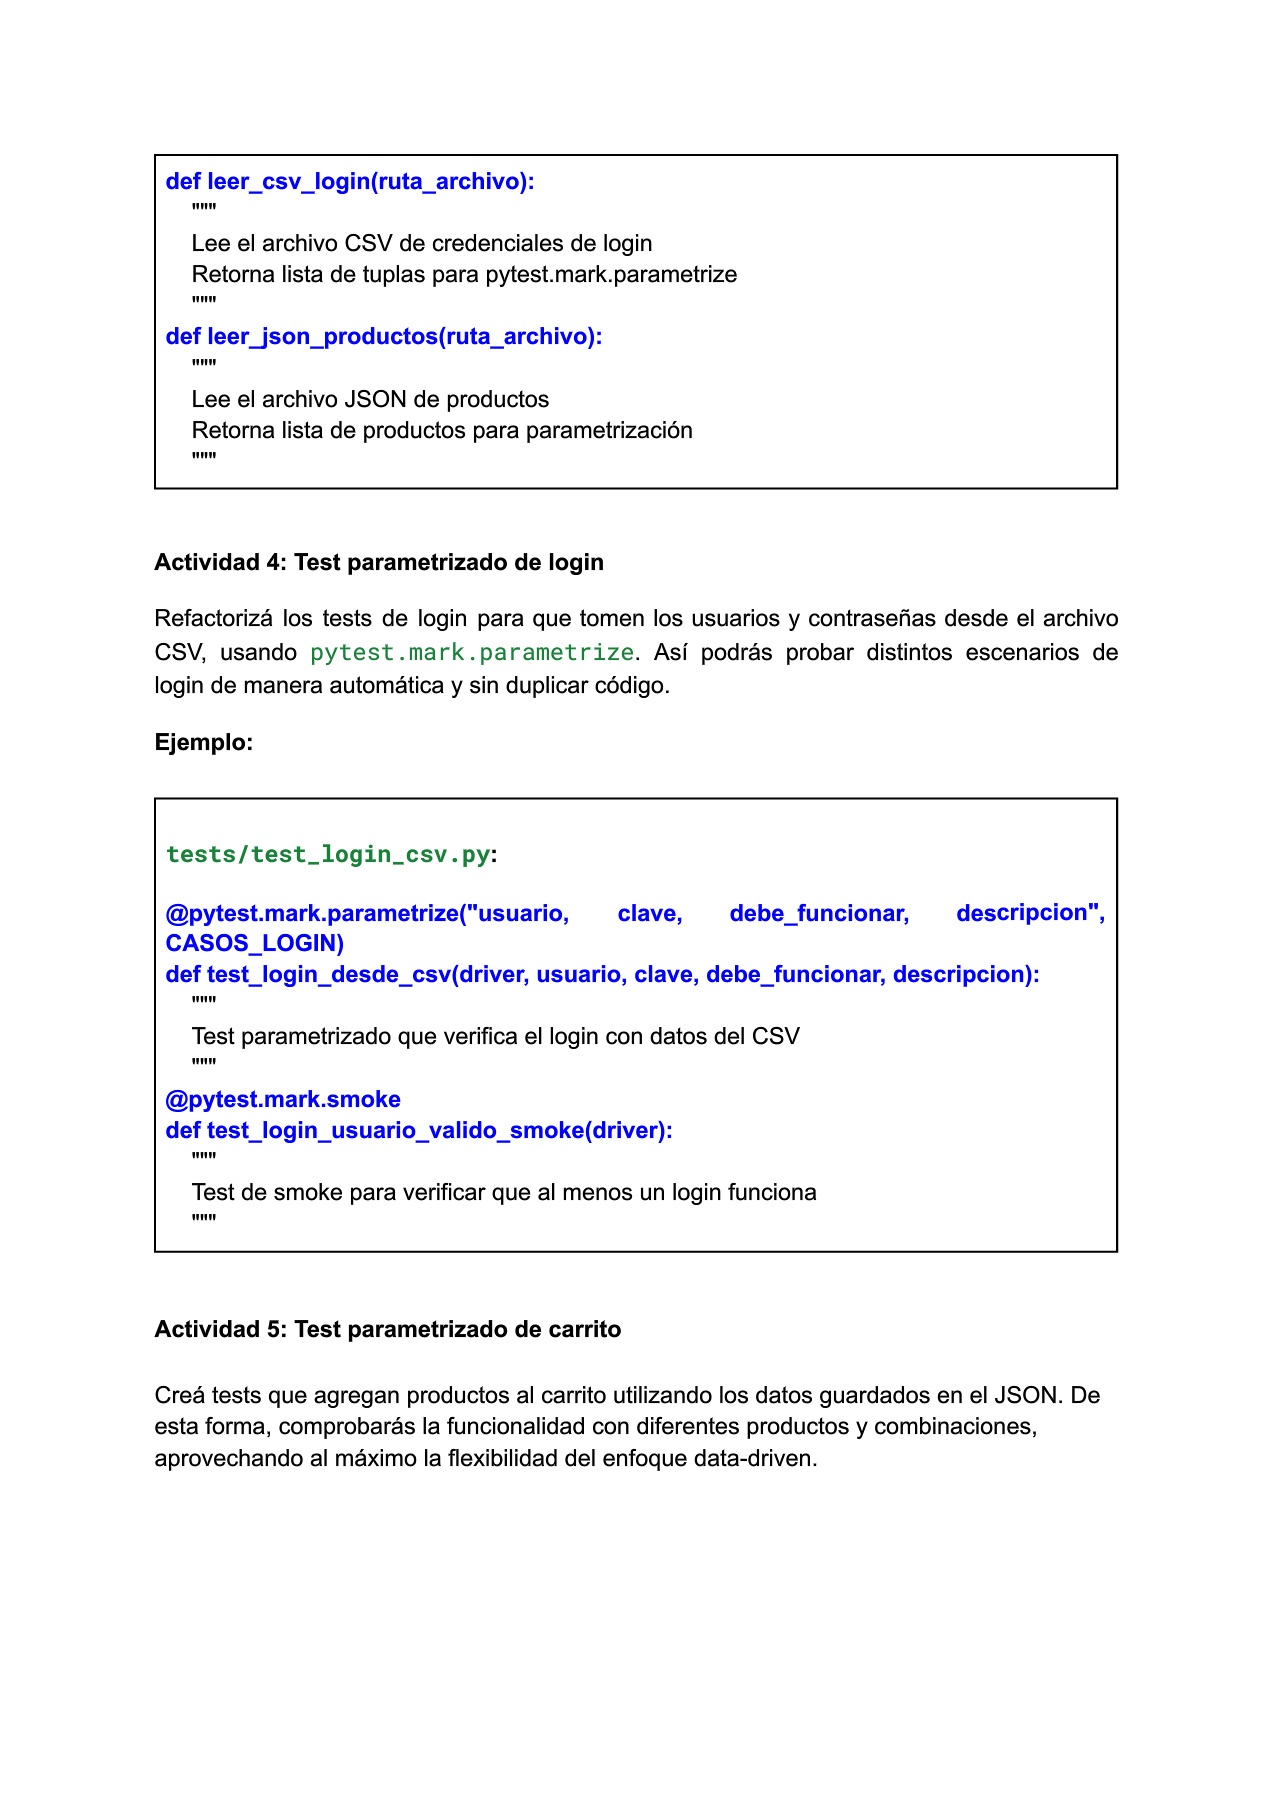 def leer_csv_login(ruta_archivo):
"""
Lee el archivo CSV de credenciales de login
Retorna lista de tuplas para pytest.mark.parametrize
"""
def leer_json_productos(ruta_archivo):
"""
Lee el archivo JSON de productos
Retorna lista de productos para parametrización
"""
Actividad 4: Test parametrizado de login
Refactorizá los tests de login para que tomen los usuarios y contraseñas desde el archivo
CSV, usando pytest.mark.parametrize. Así podrás probar distintos escenarios de
login de manera automática y sin duplicar código.
Ejemplo:
tests/test_login_csv.py:
@pytest.mark.parametrize("usuario, clave, debe_funcionar, descripcion",
CASOS_LOGIN)
def test_login_desde_csv(driver, usuario, clave, debe_funcionar, descripcion):
"""
Test parametrizado que verifica el login con datos del CSV
"""
@pytest.mark.smoke
def test_login_usuario_valido_smoke(driver):
"""
Test de smoke para verificar que al menos un login funciona
"""
Actividad 5: Test parametrizado de carrito
Creá tests que agregan productos al carrito utilizando los datos guardados en el JSON. De
esta forma, comprobarás la funcionalidad con diferentes productos y combinaciones,
aprovechando al máximo la flexibilidad del enfoque data-driven.